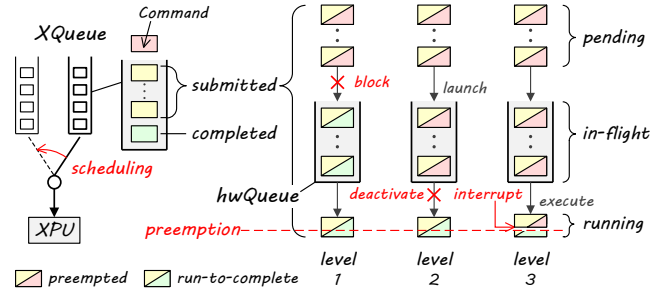 Command
XQueue
submitted
completed
scheduling
XPU
pending
block
launch
in-flight
hwQueue
deactivate
interrupt
execute
running
preemption
level
1
level
2
level
3
preempted
run-to-complete